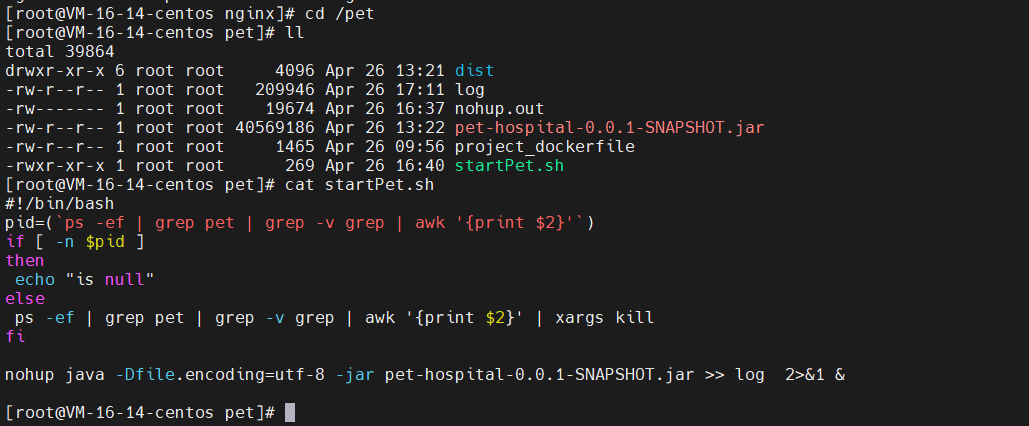 [root@VM-16-14-centos nginx]# cd /pet
[root@VM-16-14-centos pet]# ll
total 39864
drwxr-xr-x 6 root root     4096 Apr 26 13:21 dist
-rw-r--r-- 1 root root   209946 Apr 26 17:11 log
-rw------- 1 root root    19674 Apr 26 16:37 nohup.out
-rw-r--r-- 1 root root 40569186 Apr 26 13:22 pet-hospital-0.0.1-SNAPSHOT.jar
-rw-r--r-- 1 root root     1465 Apr 26 09:56 project_dockerfile
-rwxr-xr-x 1 root root      269 Apr 26 16:40 startPet.sh
[root@VM-16-14-centos pet]# cat startPet.sh
#!/bin/bash
pid=(`ps -ef | grep pet | grep -v grep | awk '{print $2}'`)
if [ -n $pid ]
then
 echo "is null"
else
 ps -ef | grep pet | grep -v grep | awk '{print $2}' | xargs kill
fi

nohup java -Dfile.encoding=utf-8 -jar pet-hospital-0.0.1-SNAPSHOT.jar >> log  2>&1 &

[root@VM-16-14-centos pet]#